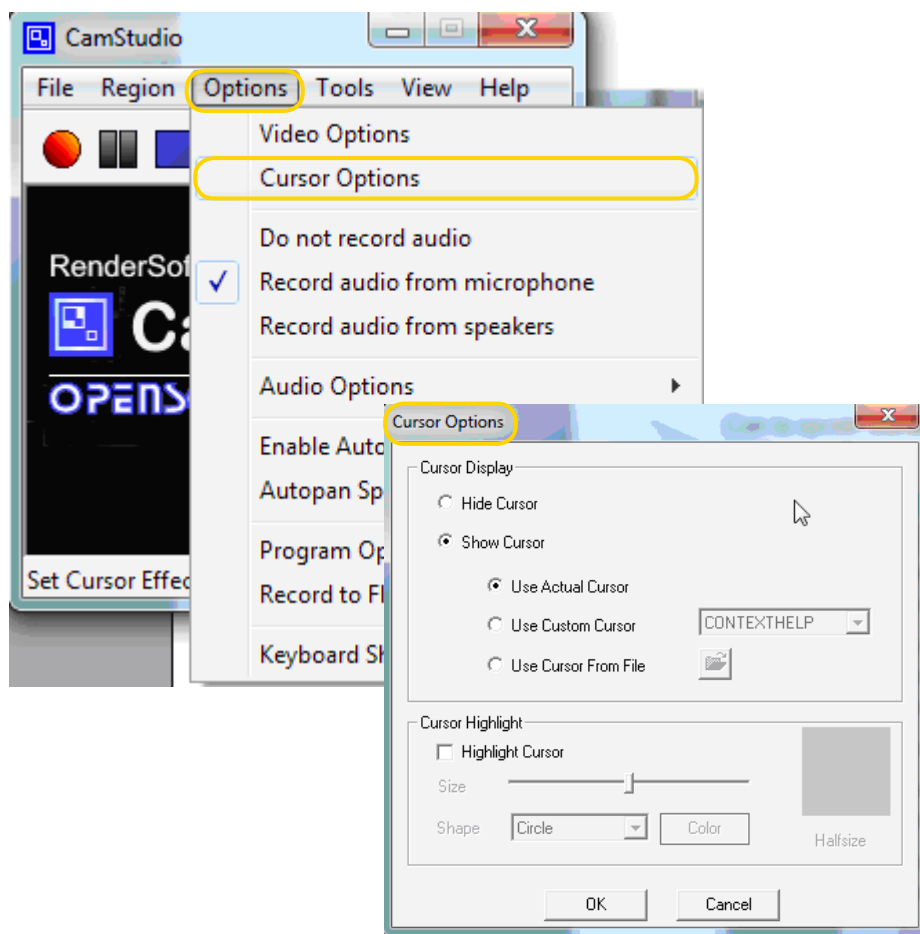 CamStudio
File Region Options Tools View Help
Video Options
Cursor Options
Do not record audio
RenderSof
Record audio from microphone
Record audio from speakers
Ca
OPENS
Audio Options
Enable Auto
Autopan Sp
Program Op
Set Cursor Effec
Record to Fl
Keyboard Sh
Cursor Options
Cursor Display
Hide Cursor
Show Cursor
Use Actual Cursor
Use Custom Cursor CONTEXTHELP
Use Cursor From File
Cursor Highlight
Highlight Cursor
Size
Shape Circle Color
Halfsize
OK Cancel